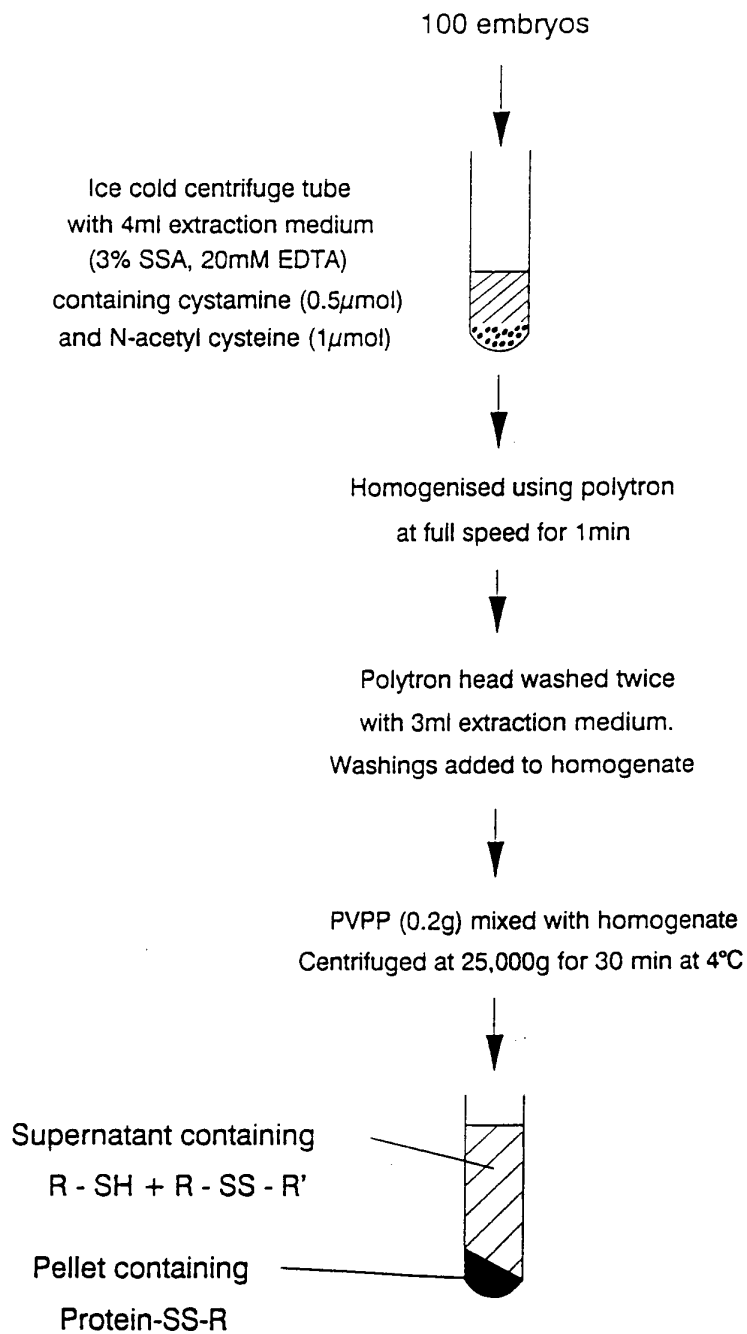 100 embryos
Ice cold centrifuge tube
with 4ml extraction medium
(3% SSA, 20mM EDTA)
containing cystamine (0.5µmol)
and N-acetyl cysteine (1µmol)
Homogenised using polytron
at full speed for 1min
Polytron head washed twice
with 3ml extraction medium.
Washings added to homogenate
PVPP (0.2g) mixed with homogenate
Centrifuged at 25,000g for 30 min at 4°C
Supernatant containing
R - SH + R - SS - R'
Pellet containing
Protein-SS-R